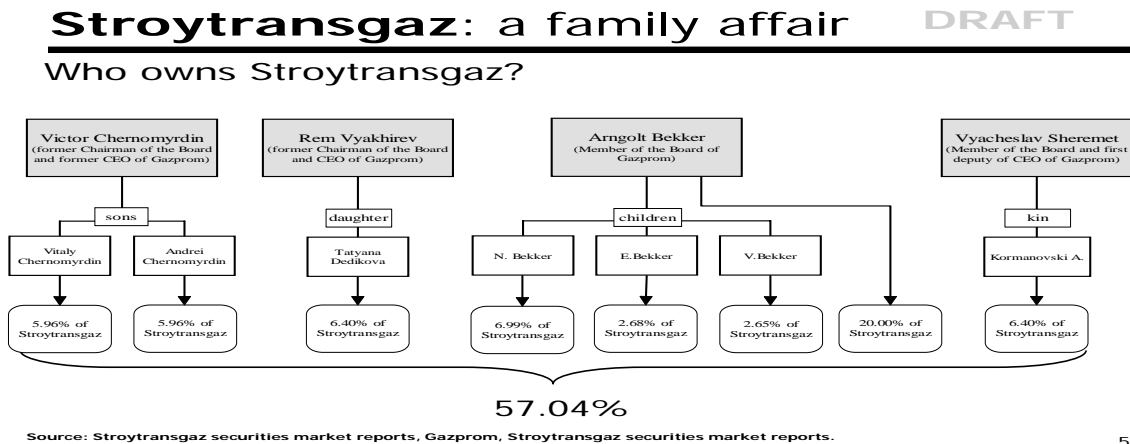 Stroytransgaz: a family affair
DRAFT
Who owns Stroytransgaz?
Victor Chernomyrdin
(former Chairman of the Board
and former CEO of Gazprom)
Rem Vyakhirev
(former Chairman of the Board
and CEO of Gazprom)
Arngolt Bekker
(Member of the Board of
Gazprom)
Vyacheslav Sheremet
(Member of the Board and first
deputy of CEO of Gazprom)
sons
daughter
children
kin
Vitaly
Chernomyrdin
Andrei
Chernomyrdin
Tatyana
Dedikova
N. Bekker
E.Bekker
V.Bekker
Kormanovski A.
5.96% of
Stroytransgaz
5.96% of
Stroytransgaz
6.40% of
Stroytransgaz
6.99% of
Stroytransgaz
2.68% of
Stroytransgaz
2.65% of
Stroytransgaz
20.00% of
Stroytransgaz
6.40% of
Stroytransgaz
57.04%
Source: Stroytransgaz securities market reports, Gazprom, Stroytransgaz securities market reports.
5